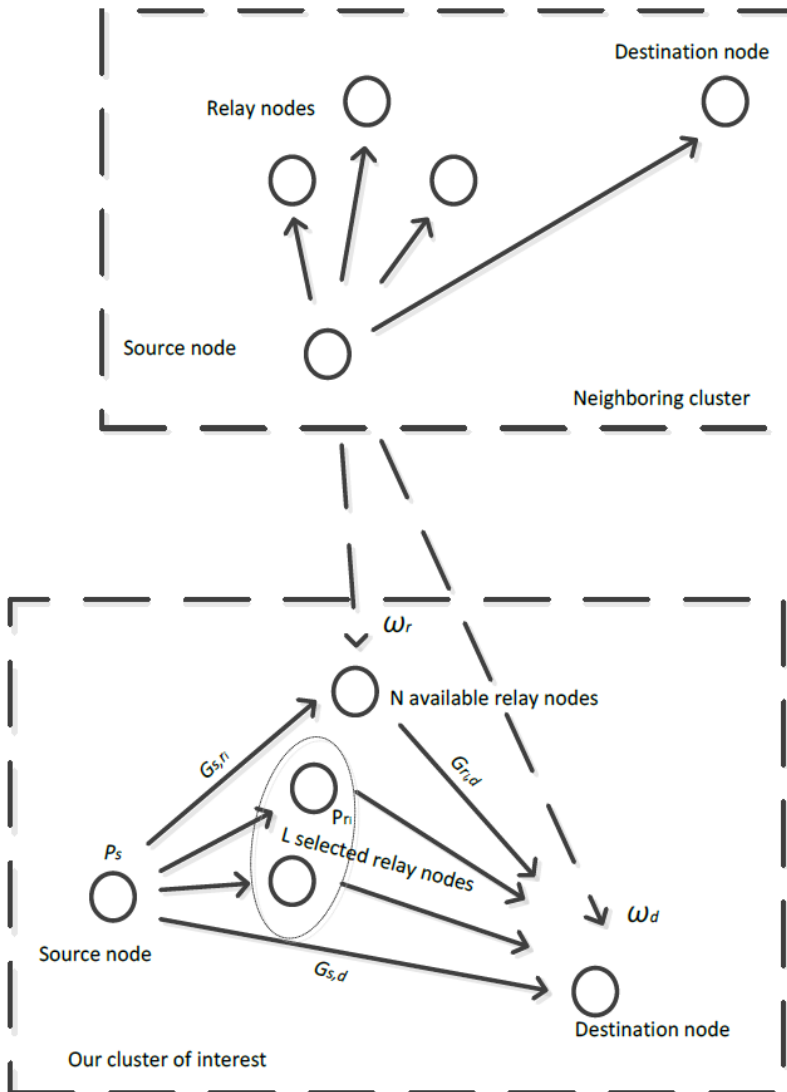 Destination node
Relay nodes
Source node
Neighboring cluster
ωr
N available relay nodes
Gs,ri
Gri,d
Pri
Ps
L selected relay nodes
ωd
Source node
Gs,d
Destination node
Our cluster of interest